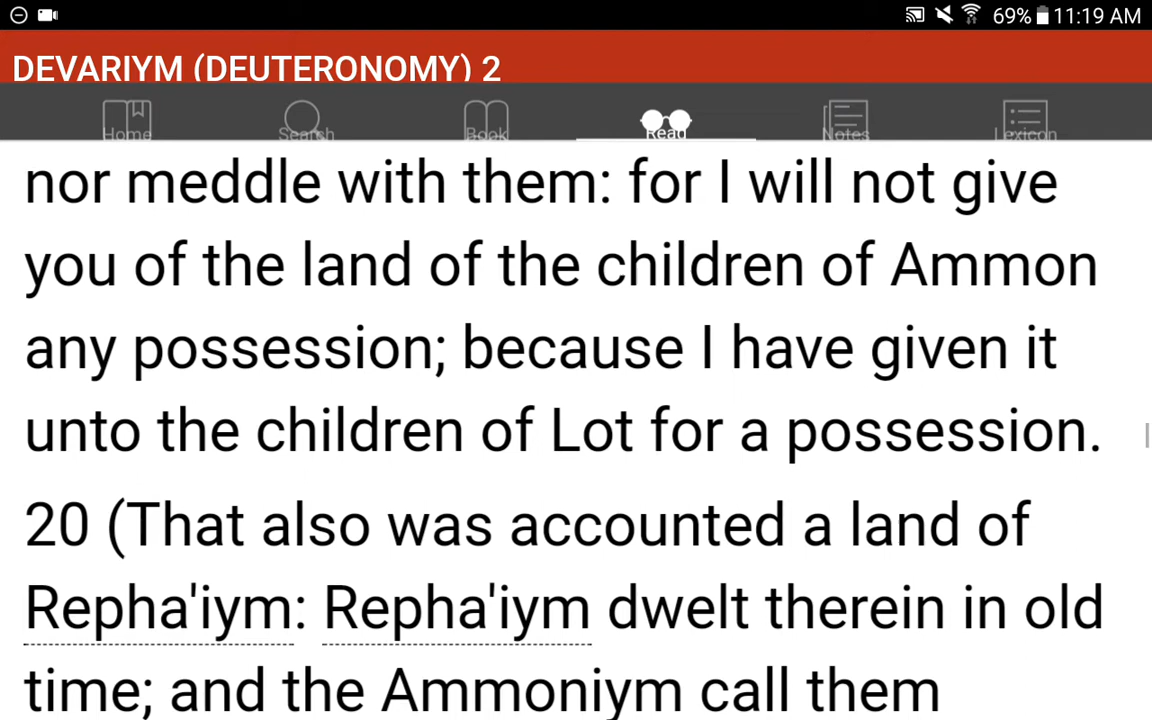 69% 11:19 AM
DEVARIYM (DEUTERONOMY) 2
Home Search Book Read Notes Lexicon
nor meddle with them: for I will not give
you of the land of the children of Ammon
any possession; because I have given it
unto the children of Lot for a possession.
20 (That also was accounted a land of
Repha'iym: Repha'iym dwelt therein in old
time; and the Ammoniym call them